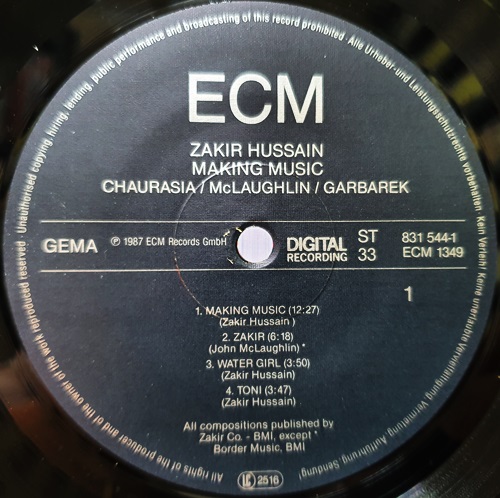 Unauthorised copying, hiring, lending, public performance and broadcasting of this record prohibited · Alle Urheber- und Leistungsschutzrechte vorbehalten · Kein Verleih! Keine unerlaubte Vervielfältigung, Vermietung, Aufführung, Sendung!
All rights of the producer and of the owner of the work reproduced reserved ·
ECM
ZAKIR HUSSAIN
MAKING MUSIC
CHAURASIA / McLAUGHLIN / GARBAREK
GEMA
℗ 1987 ECM Records GmbH
DIGITAL
RECORDING
ST
33
831 544-1
ECM 1349
1
1. MAKING MUSIC (12:27)
(Zakir Hussain )
2. ZAKIR (6:18)
(John McLaughlin) *
3. WATER GIRL (3:50)
(Zakir Hussain)
4. TONI (3:47)
(Zakir Hussain)
All compositions published by
Zakir Co. - BMI, except *
Border Music, BMI
LC 2516